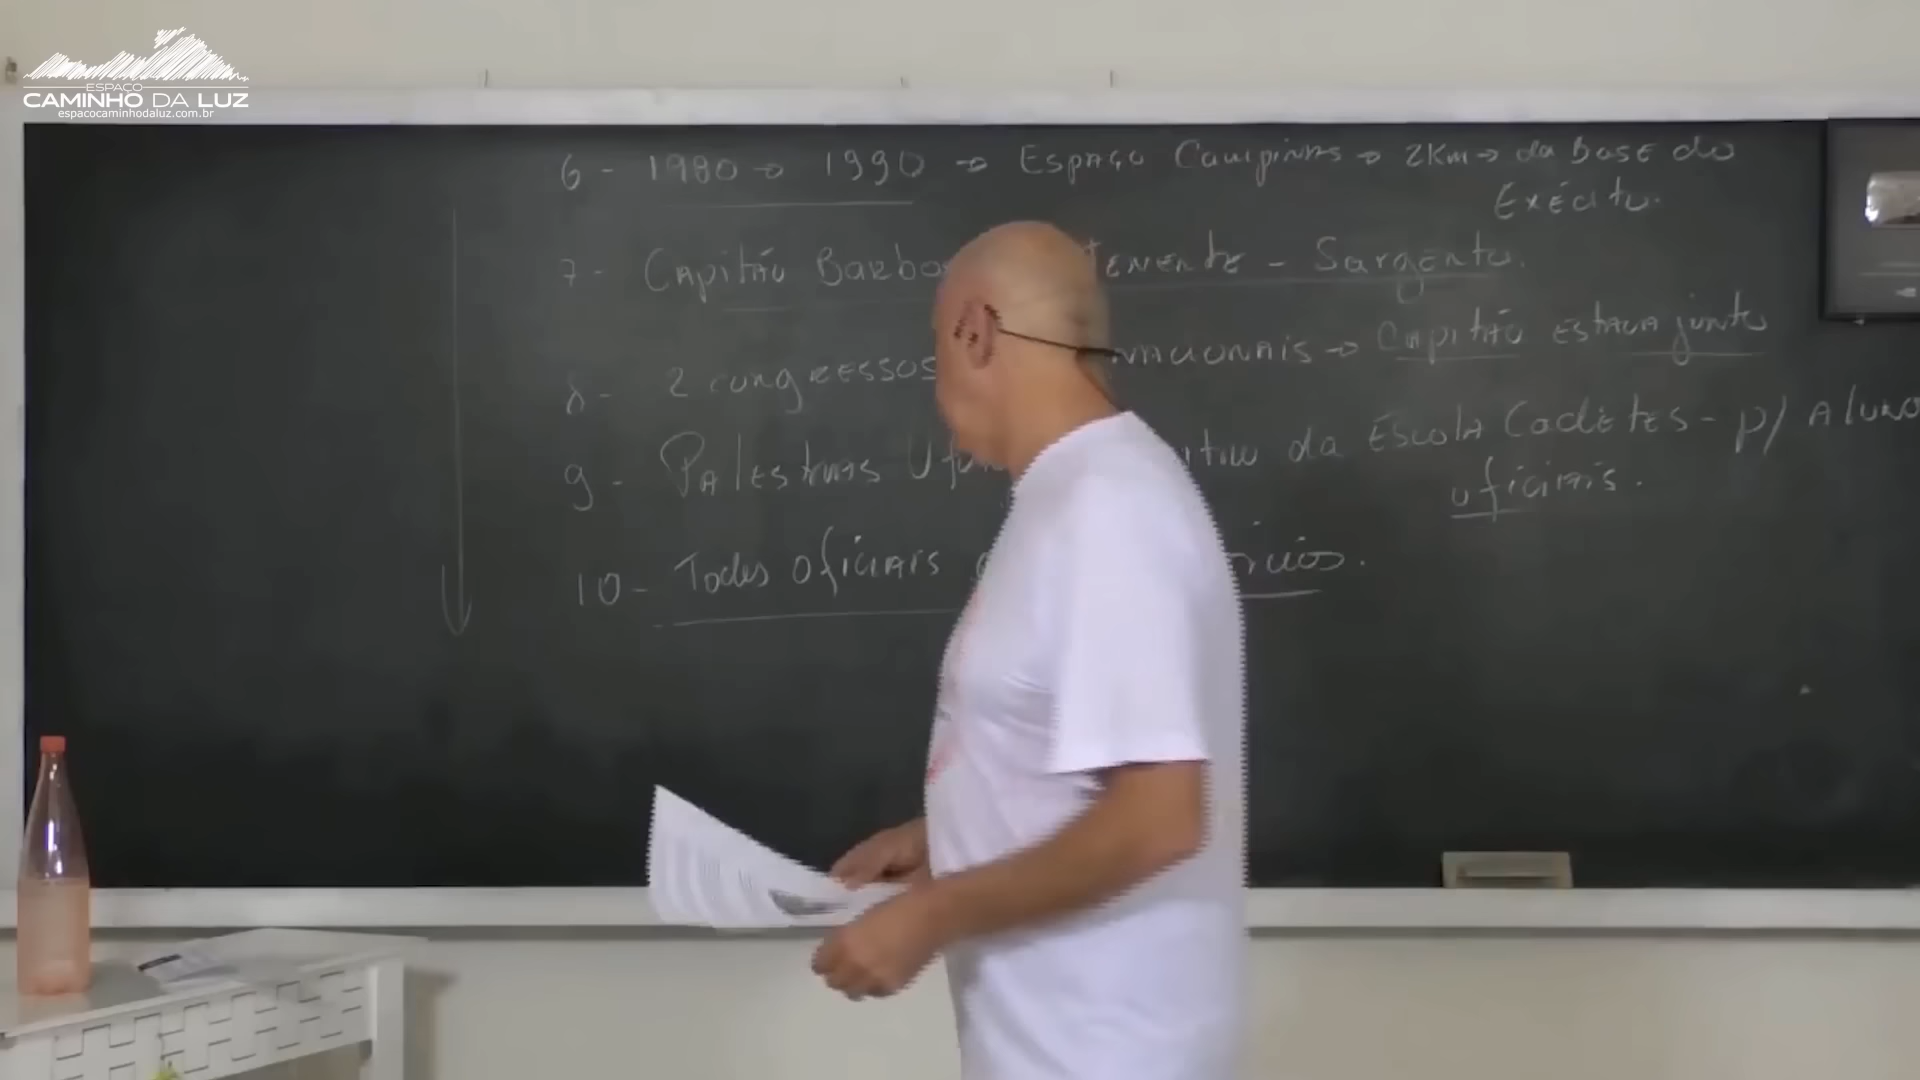 ESPAÇO
CAMINHO DA LUZ
espacocaminhodaluz.com.br
6 - 1980 → 1990 → Espaço Campinas → 2Km → da Base do
Exército.
7 - Capitão Barbo tenente - Sargento.
8 - 2 congressos nacionais → Capitão estava junto
9 - Palestras Ufo da Escola Cadetes - p/ Aluno
oficiais.
10 - Todos oficiais